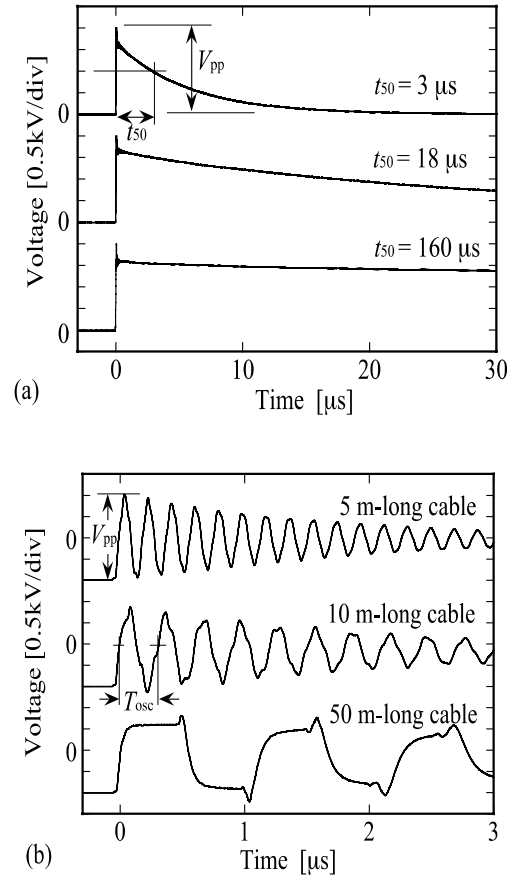 Voltage [0.5kV/div]
0
0
0
Vpp
t50
t50 = 3 μs
t50 = 18 μs
t50 = 160 μs
0
10
20
30
Time [μs]
(a)
Voltage [0.5kV/div]
0
0
0
Vpp
Tosc
5 m-long cable
10 m-long cable
50 m-long cable
0
1
2
3
Time [μs]
(b)